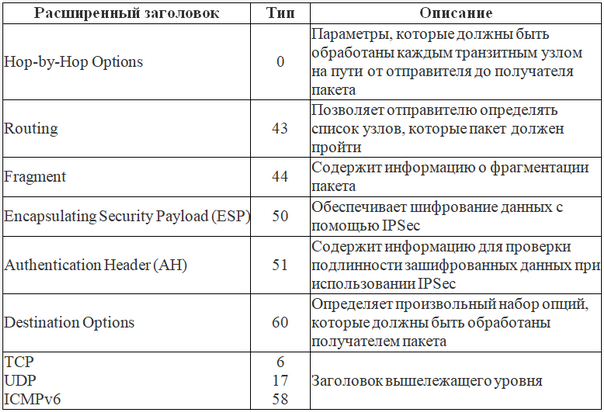 Расширенный заголовок Тип Описание
Hop-by-Hop Options 0 Параметры, которые должны быть
обработаны каждым транзитным узлом
на пути от отправителя до получателя
пакета
Routing 43 Позволяет отправителю определять
список узлов, которые пакет должен
пройти
Fragment 44 Содержит информацию о фрагментации
пакета
Encapsulating Security Payload (ESP) 50 Обеспечивает шифрование данных с
помощью IPSec
Authentication Header (AH) 51 Содержит информацию для проверки
подлинности зашифрованных данных при
использовании IPSec
Destination Options 60 Определяет произвольный набор опций,
которые должны быть обработаны
получателем пакета
TCP 6
UDP 17 Заголовок вышележащего уровня
ICMPv6 58